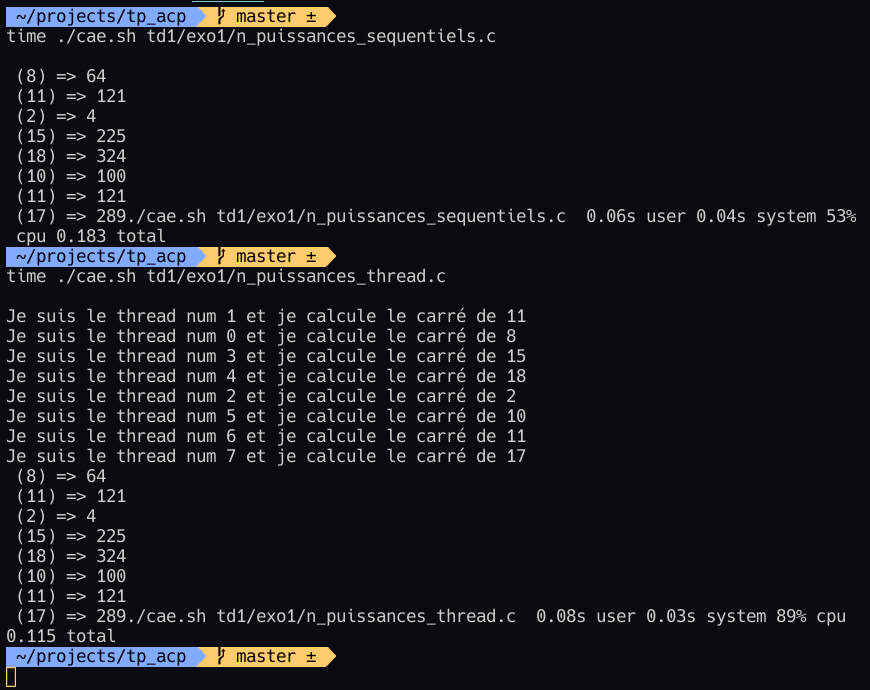 ~/projects/tp_acp master ±
time ./cae.sh td1/exo1/n_puissances_sequentiels.c
(8) => 64
(11) => 121
(2) => 4
(15) => 225
(18) => 324
(10) => 100
(11) => 121
(17) => 289./cae.sh td1/exo1/n_puissances_sequentiels.c  0.06s user 0.04s system 53%
cpu 0.183 total
~/projects/tp_acp master ±
time ./cae.sh td1/exo1/n_puissances_thread.c
Je suis le thread num 1 et je calcule le carré de 11
Je suis le thread num 0 et je calcule le carré de 8
Je suis le thread num 3 et je calcule le carré de 15
Je suis le thread num 4 et je calcule le carré de 18
Je suis le thread num 2 et je calcule le carré de 2
Je suis le thread num 5 et je calcule le carré de 10
Je suis le thread num 6 et je calcule le carré de 11
Je suis le thread num 7 et je calcule le carré de 17
(8) => 64
(11) => 121
(2) => 4
(15) => 225
(18) => 324
(10) => 100
(11) => 121
(17) => 289./cae.sh td1/exo1/n_puissances_thread.c  0.08s user 0.03s system 89% cpu
0.115 total
~/projects/tp_acp master ±